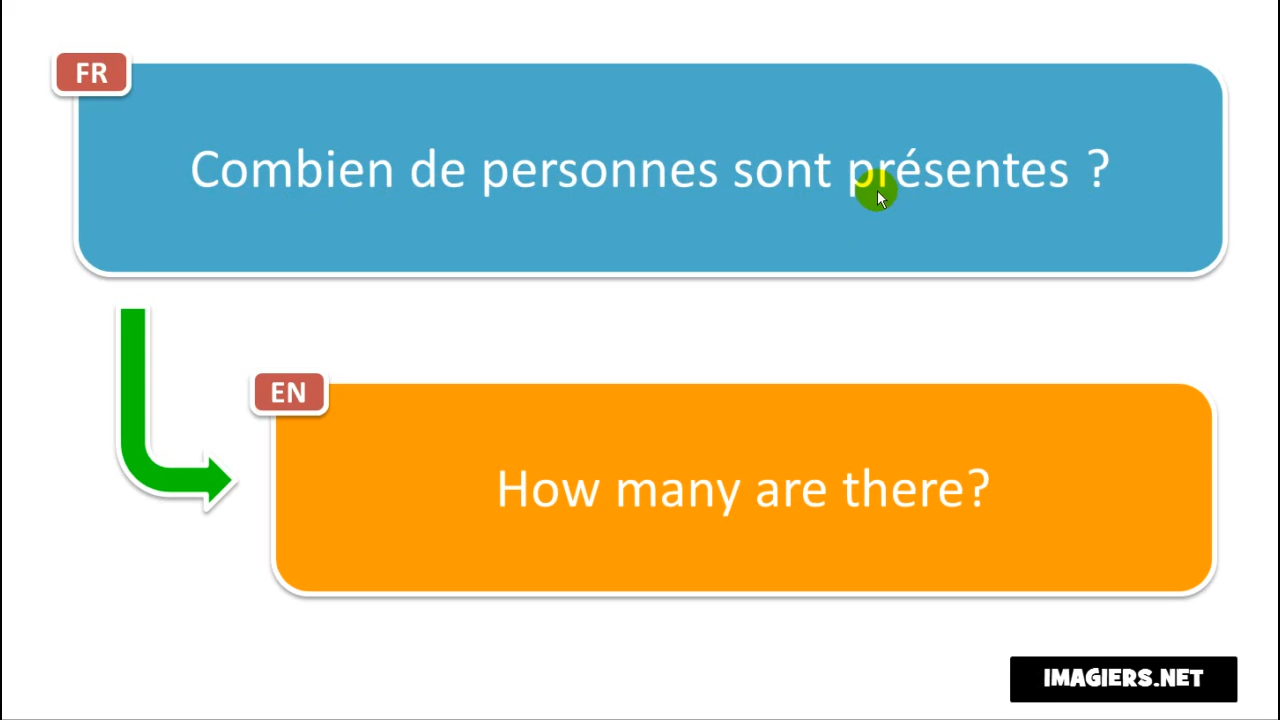 FR
Combien de personnes sont présentes ?
EN
How many are there?
IMAGIERS.NET